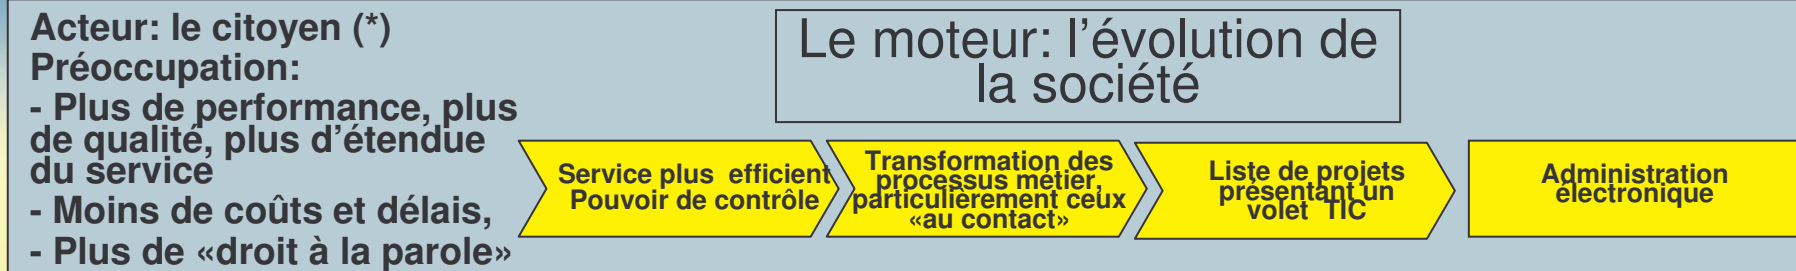 Acteur: le citoyen (*)
Préoccupation:
- Plus de performance, plus
de qualité, plus d’étendue
du service
- Moins de coûts et délais,
- Plus de «droit à la parole»
Le moteur: l’évolution de
la société
Service plus efficient
Pouvoir de contrôle
Transformation des
processus métier,
particulièrement ceux
«au contact»
Liste de projets
présentant un
volet TIC
Administration
électronique